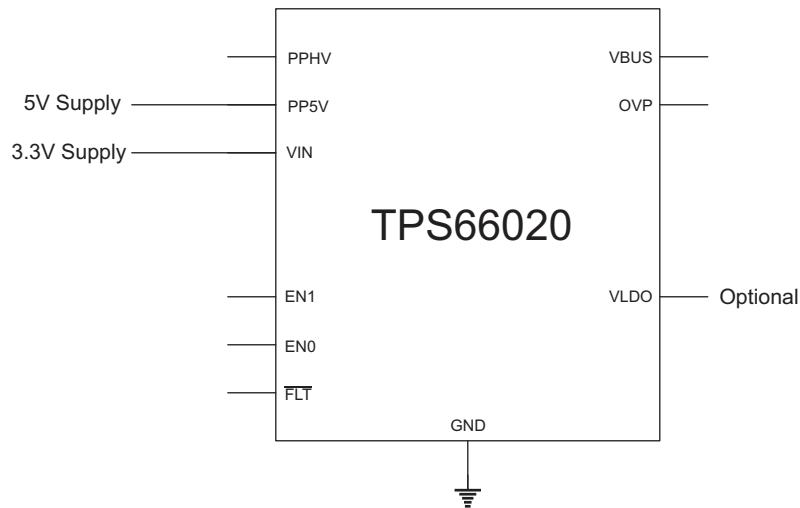 PPHV
VBUS
5V Supply
PP5V
OVP
3.3V Supply
VIN
TPS66020
EN1
VLDO
Optional
EN0
FLT
GND